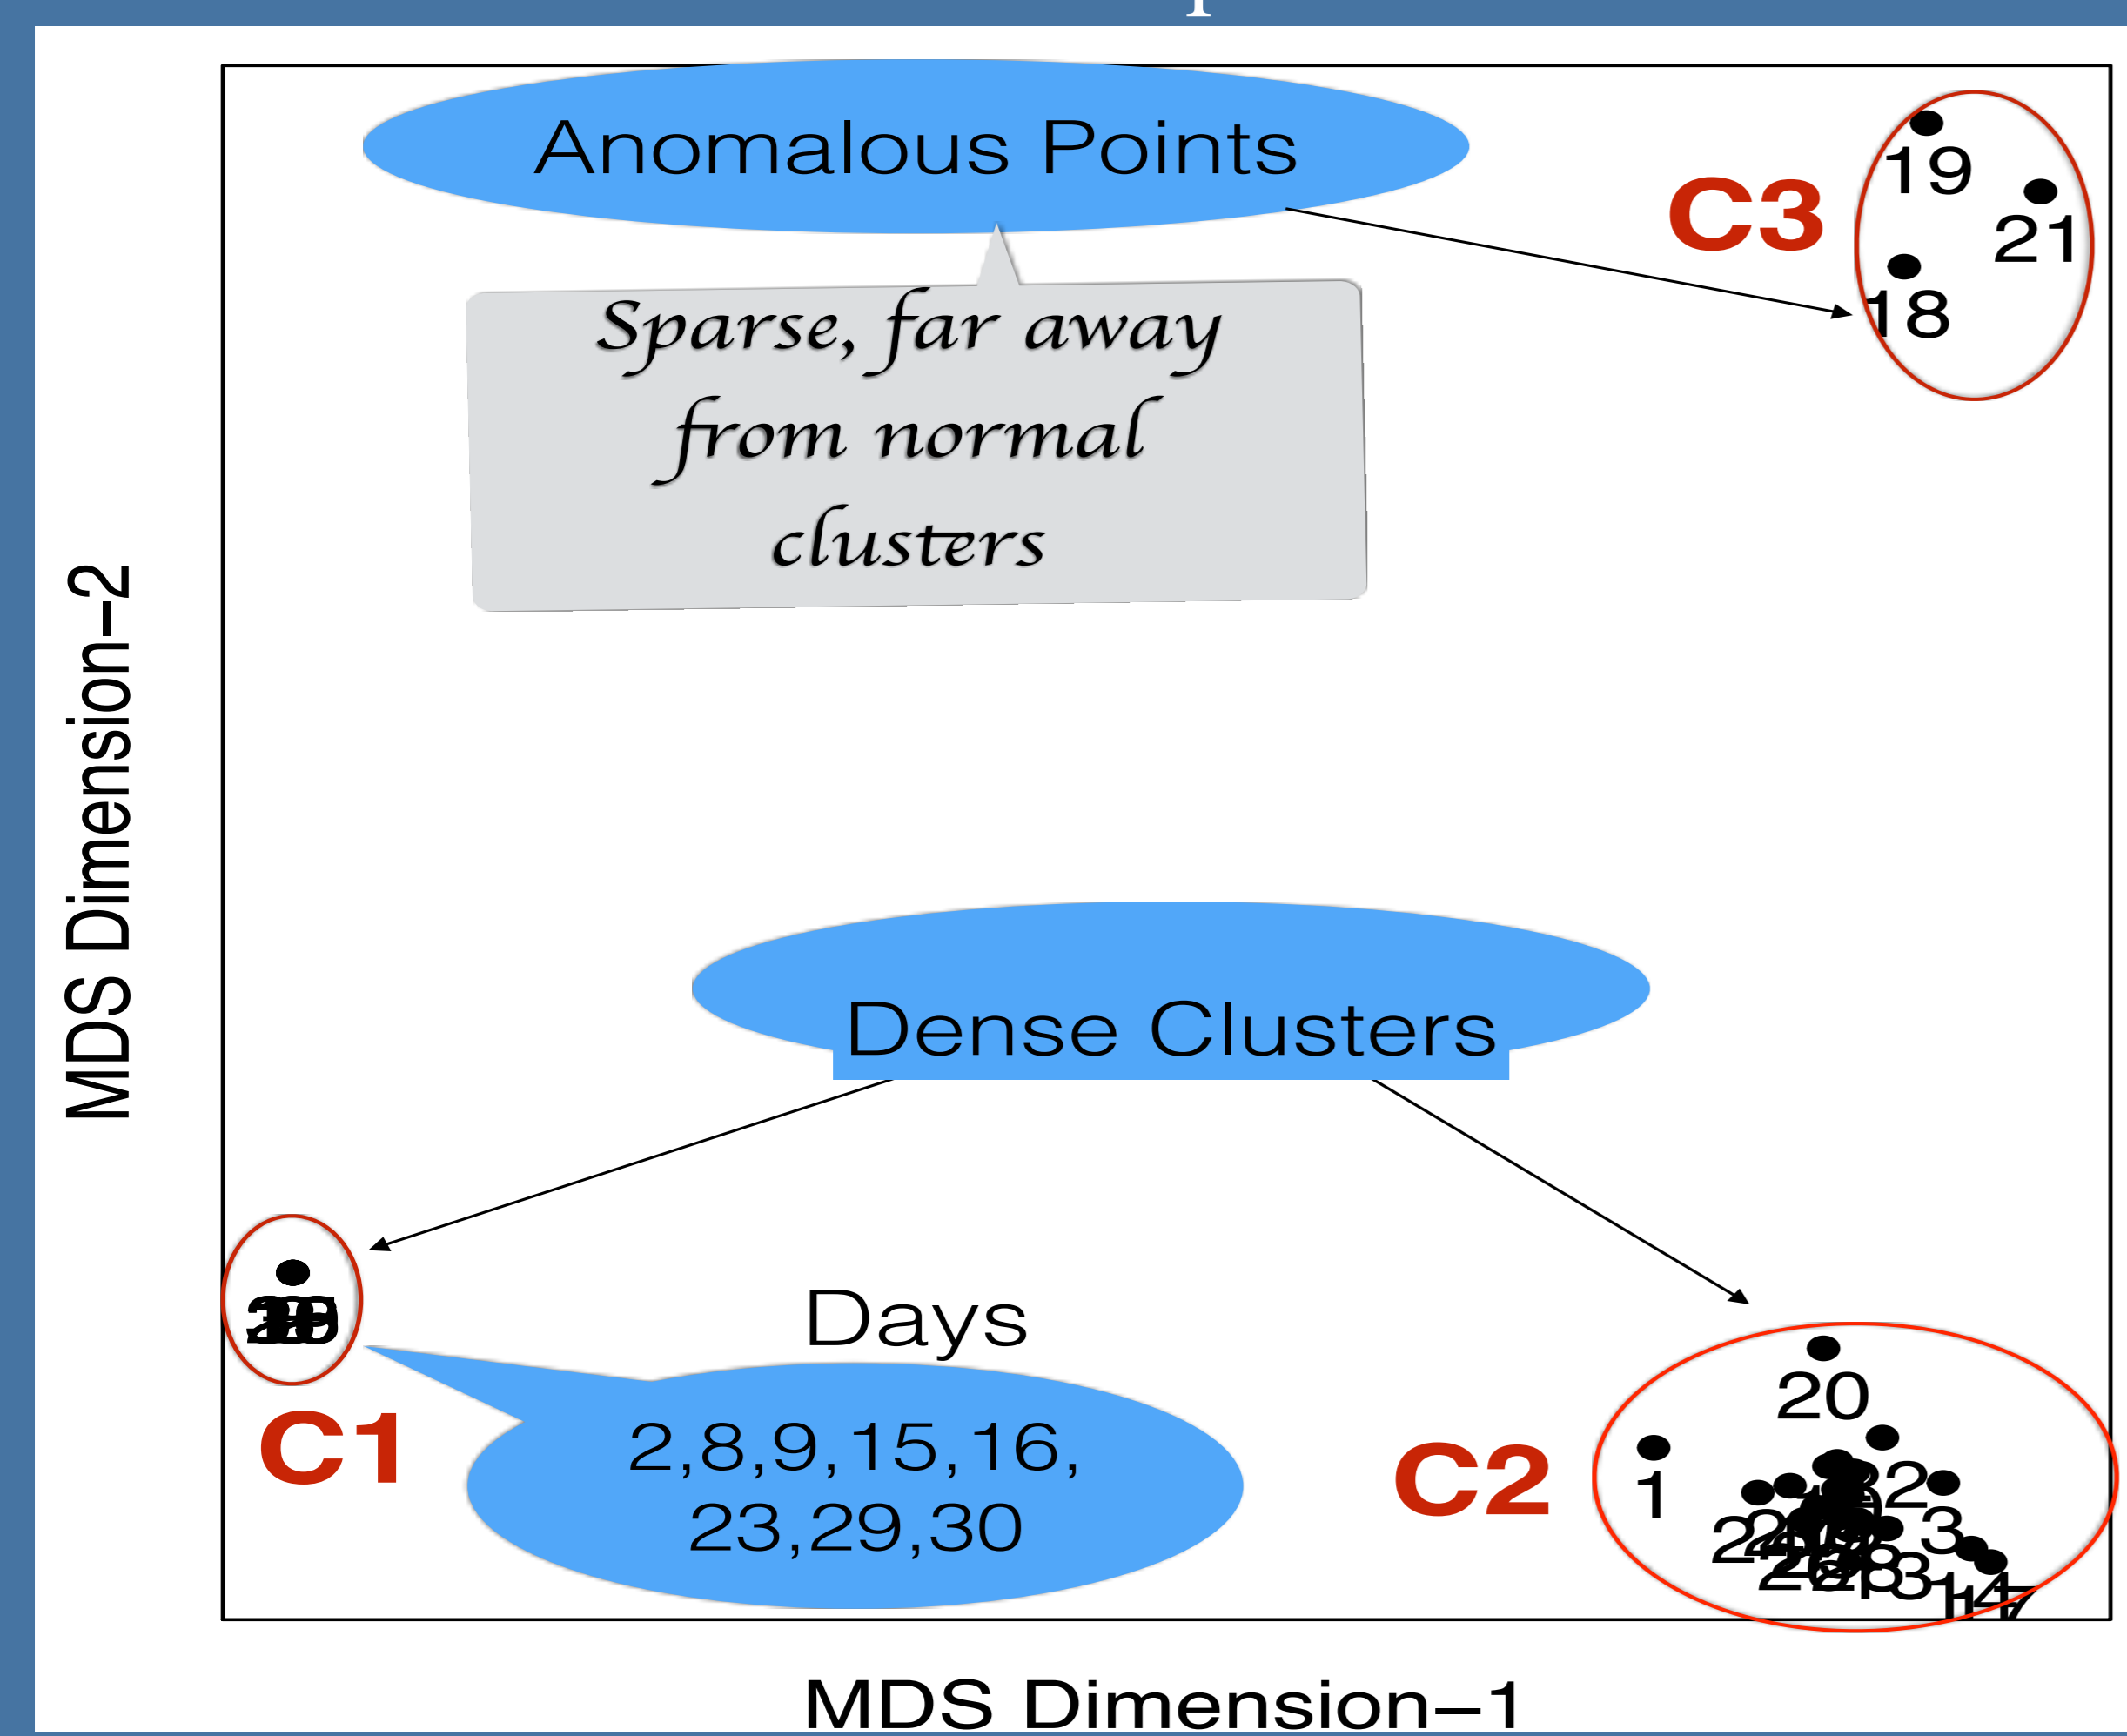 Anomalous Points
19
C3
21
18
Sparse, far away
from normal
clusters
MDS Dimension–2
Dense Clusters
Days
20
C1
2,8,9,15,16,
23,29,30
C2
1
2
3
MDS Dimension–1